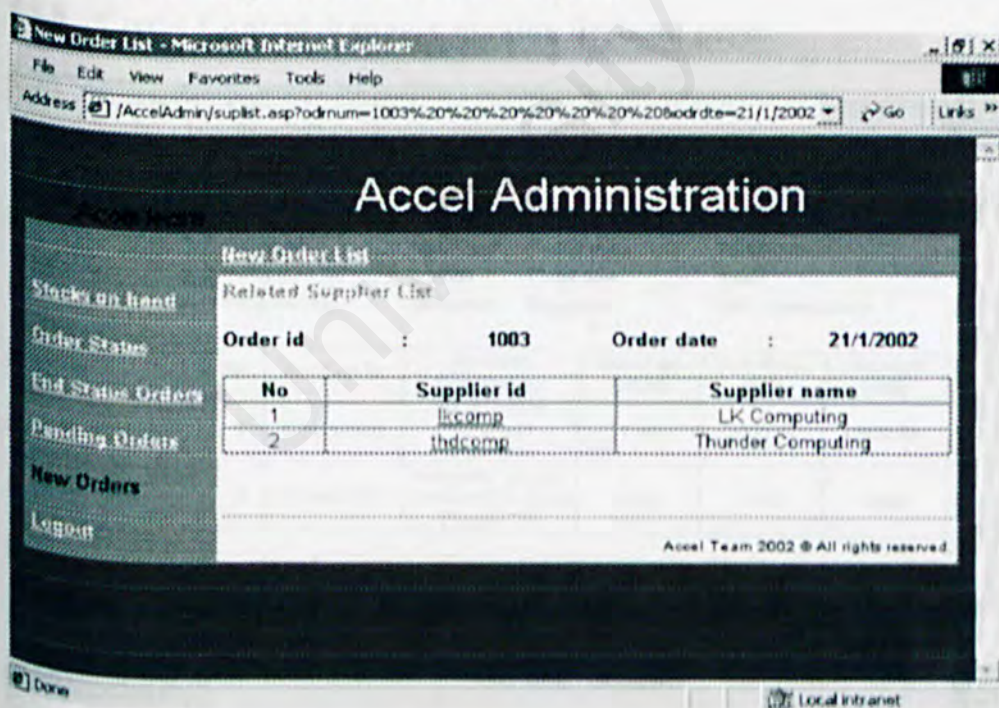 New Order List - Microsoft Internet Explorer
File Edit View Favorites Tools Help
Address /AccelAdmin/suplist.asp?odrnum=1003%20%20%20%20%20%20%20&odrdte=21/1/2002 Go Links »
Accel Administration
Accel Team
New Order List
Stocks on hand
Related Supplier List
Order Status
Order id : 1003 Order date : 21/1/2002
End Status Orders
No Supplier id Supplier name
1 lkcomp LK Computing
Pending Orders
2 thdcomp Thunder Computing
New Orders
Logout
Accel Team 2002 © All rights reserved
Done
Local intranet
University